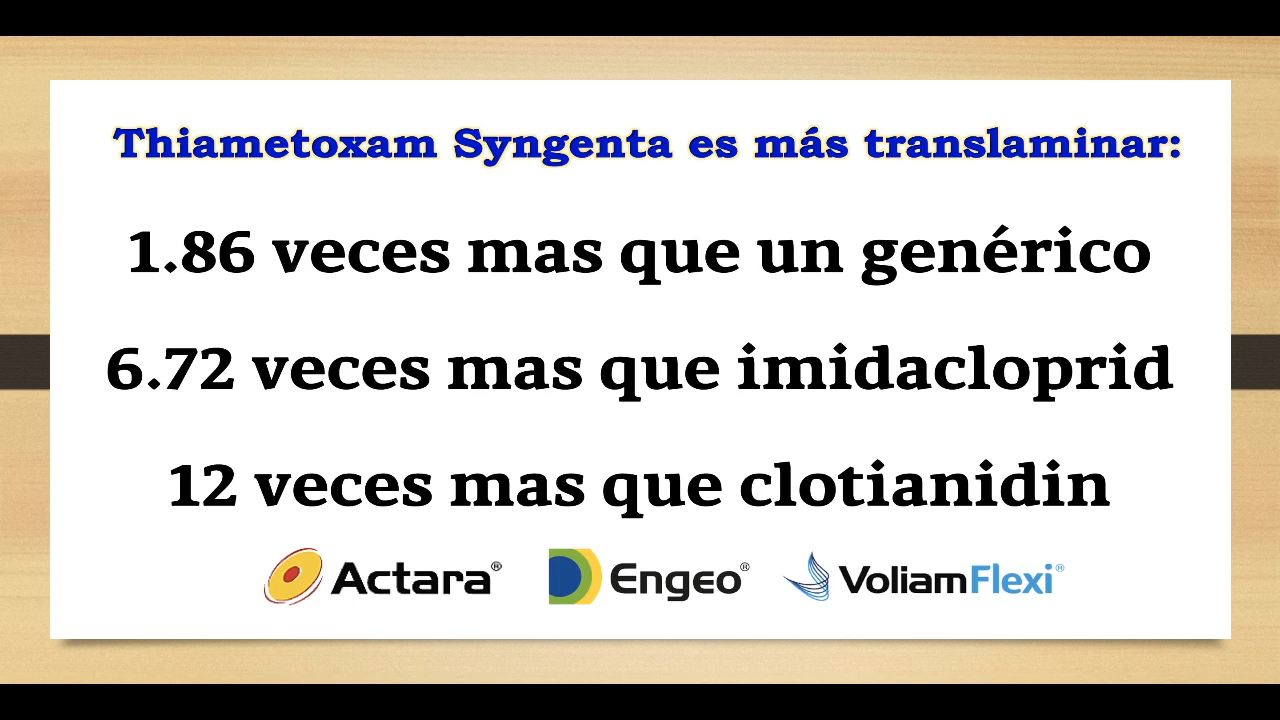 Thiametoxam Syngenta es más translaminar:
1.86 veces mas que un genérico
6.72 veces mas que imidacloprid
12 veces mas que clotianidin
Actara® Engeo® VoliamFlexi®